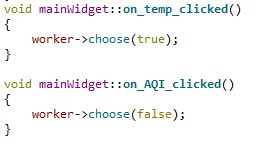 void mainWidget::on_temp_clicked()
{
    worker->choose(true);
}
void mainWidget::on_AQI_clicked()
{
    worker->choose(false);
}